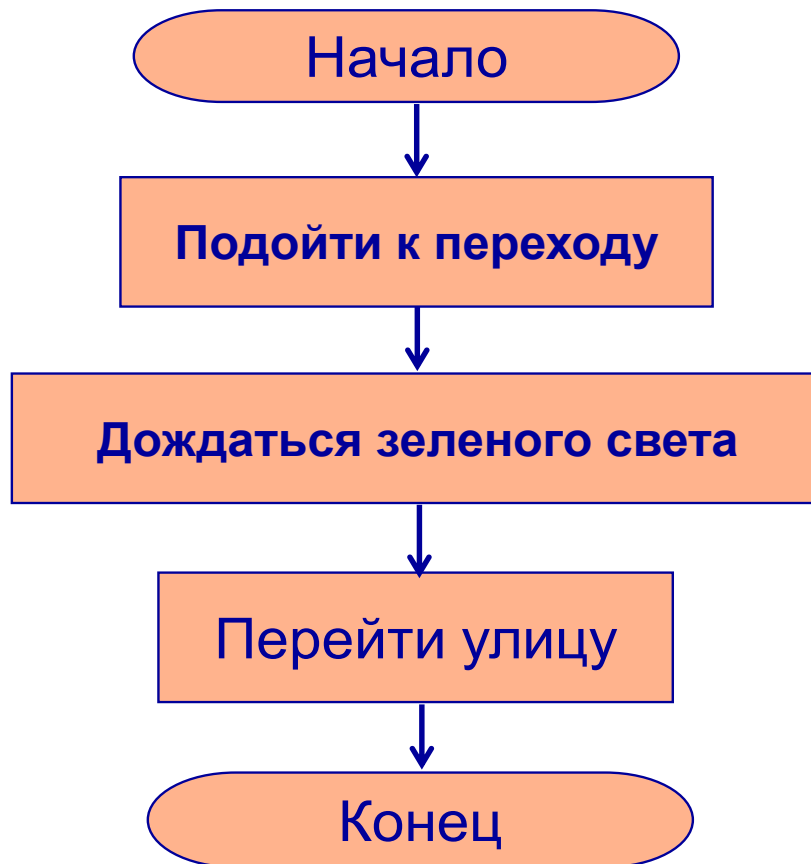 Начало
Подойти к переходу
Дождаться зеленого света
Перейти улицу
Конец